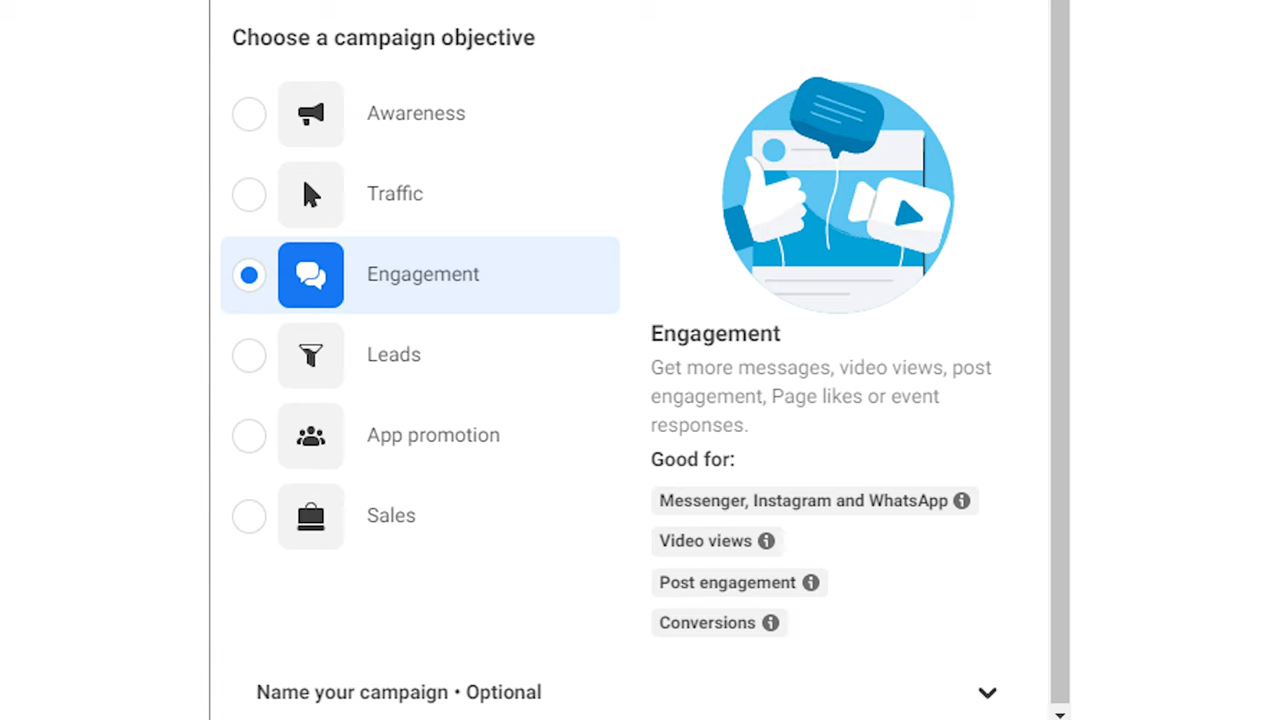 Choose a campaign objective
Awareness
Traffic
Engagement
Leads
App promotion
Sales
Engagement
Get more messages, video views, post
engagement, Page likes or event
responses.
Good for:
Messenger, Instagram and WhatsApp
Video views
Post engagement
Conversions
Name your campaign • Optional